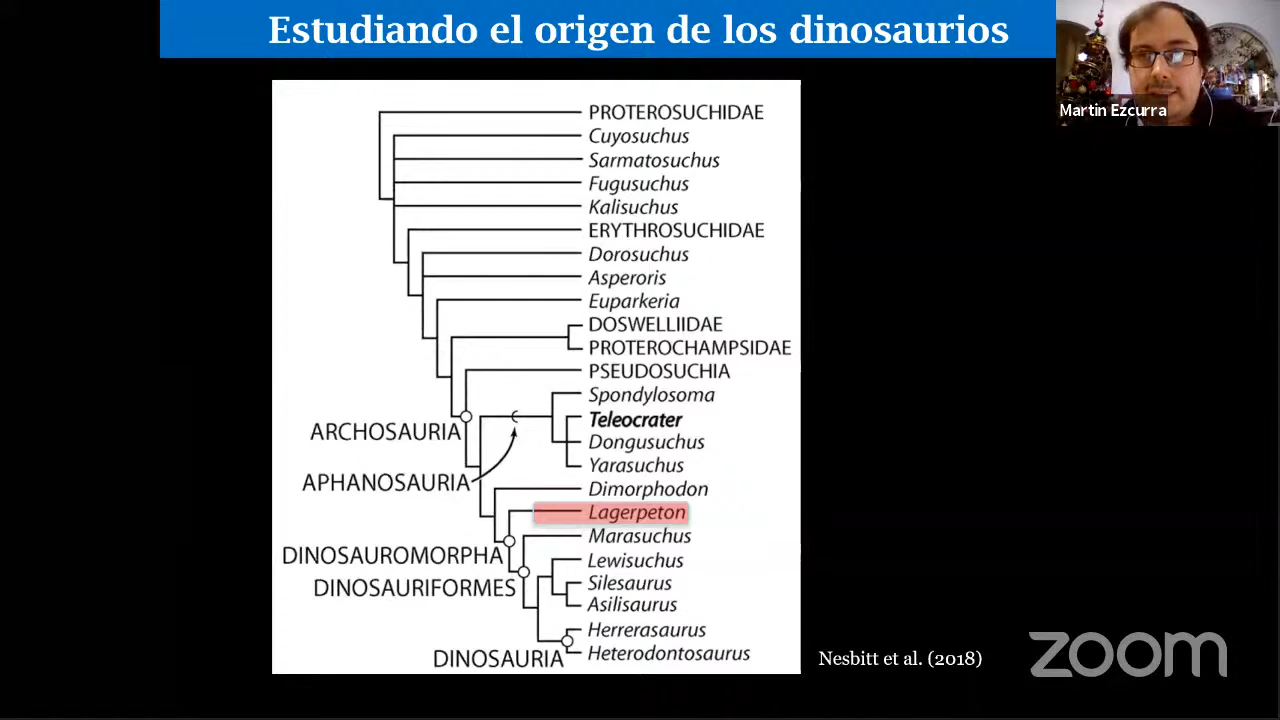 Estudiando el origen de los dinosaurios
Martin Ezcurra
PROTEROSUCHIDAE
Cuyosuchus
Sarmatosuchus
Fugusuchus
Kalisuchus
ERYTHROSUCHIDAE
Dorosuchus
Asperoris
Euparkeria
DOSWELLIIDAE
PROTEROCHAMPSIDAE
PSEUDOSUCHIA
Spondylosoma
Teleocrater
Dongusuchus
Yarasuchus
Dimorphodon
Lagerpeton
Marasuchus
Lewisuchus
Silesaurus
Asilisaurus
Herrerasaurus
Heterodontosaurus
ARCHOSAURIA
APHANOSAURIA
DINOSAUROMORPHA
DINOSAURIFORMES
DINOSAURIA
Nesbitt et al. (2018)
zoom